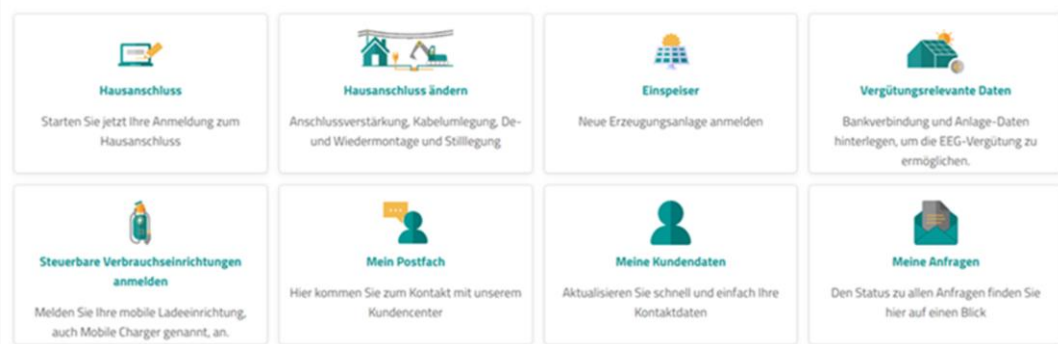 Hausanschluss
Starten Sie jetzt Ihre Anmeldung zum
Hausanschluss
Hausanschluss ändern
Anschlussverstärkung, Kabelumlegung, De-
und Wiedermontage und Stilllegung
Einspeiser
Neue Erzeugungsanlage anmelden
Vergütungsrelevante Daten
Bankverbindung und Anlage-Daten
hinterlegen, um die EEG-Vergütung zu
ermöglichen.
Steuerbare Verbrauchseinrichtungen
anmelden
Melden Sie Ihre mobile Ladeeinrichtung,
auch Mobile Charger genannt, an.
Mein Postfach
Hier kommen Sie zum Kontakt mit unserem
Kundencenter
Meine Kundendaten
Aktualisieren Sie schnell und einfach Ihre
Kontaktdaten
Meine Anfragen
Den Status zu allen Anfragen finden Sie
hier auf einen Blick